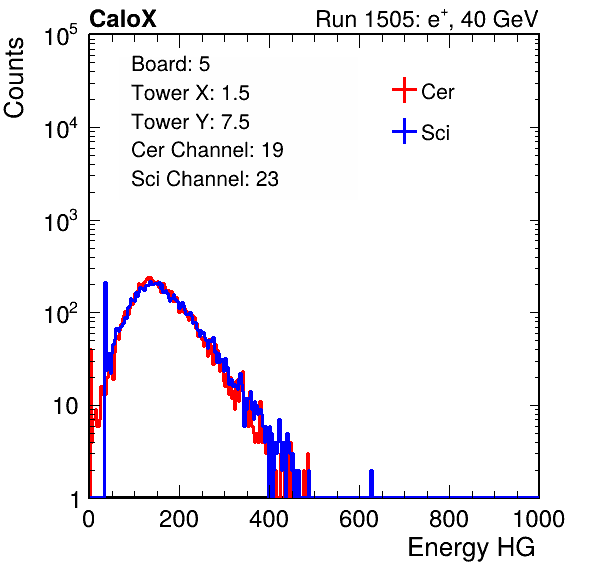 CaloX Run 1505: e⁺, 40 GeV
Counts
10⁵
10⁴
10³
10²
10
1
Board: 5
Tower X: 1.5
Tower Y: 7.5
Cer Channel: 19
Sci Channel: 23
Cer
Sci
0 200 400 600 800 1000
Energy HG